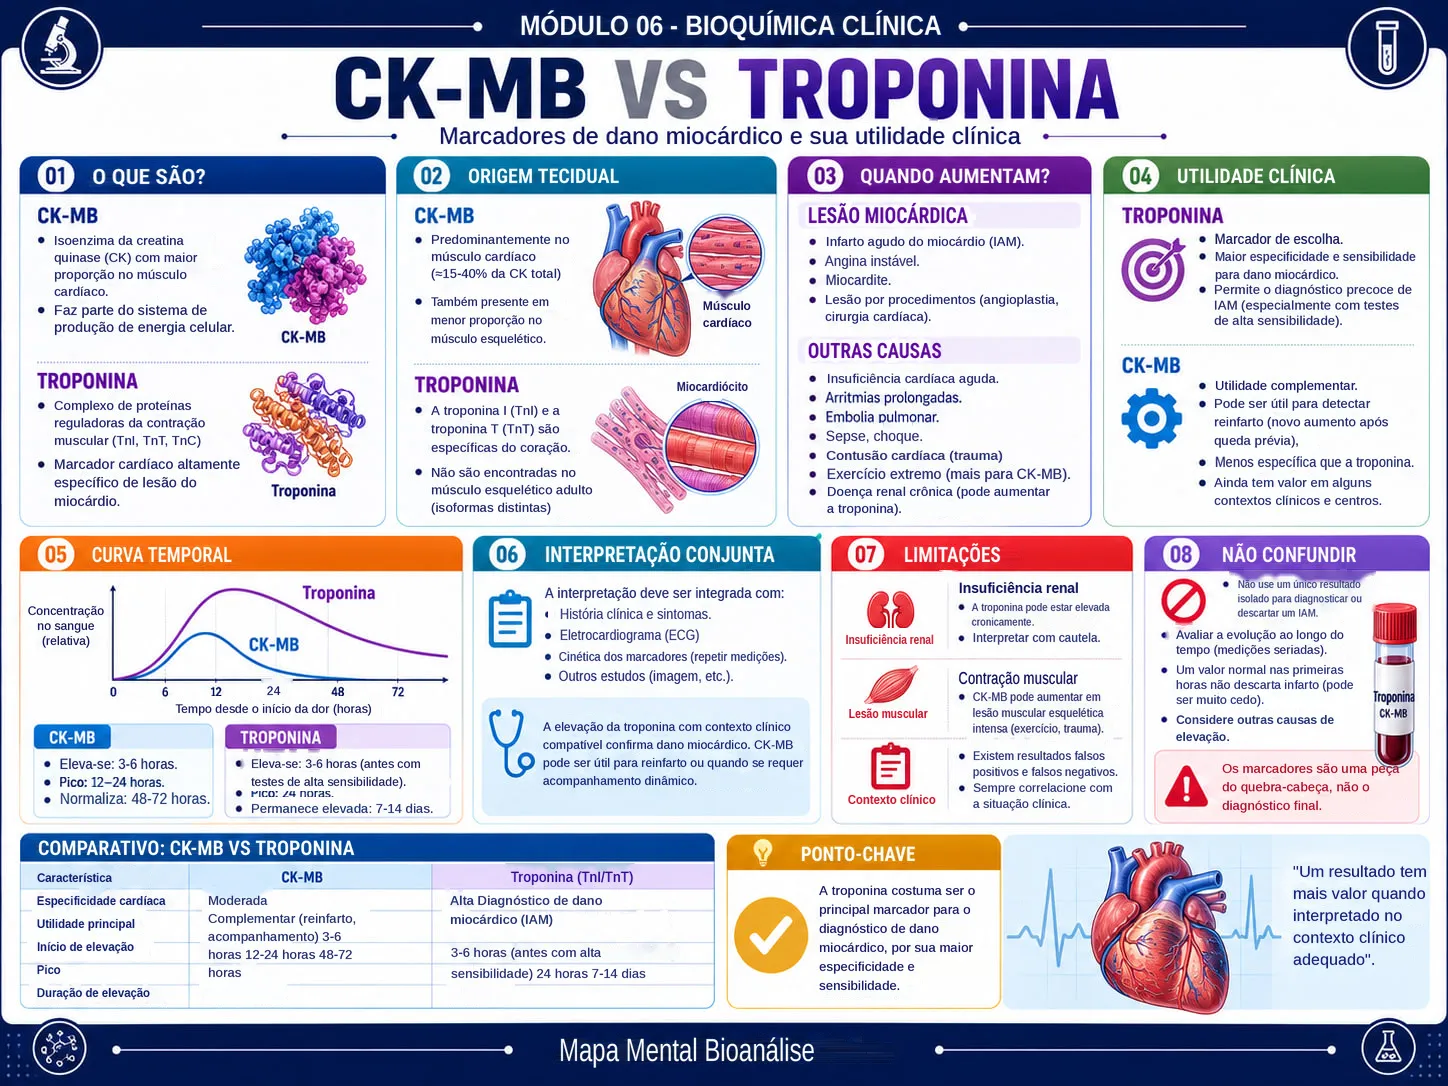 MÓDULO 06 - BIOQUÍMICA CLÍNICA
CK-MB VS TROPONINA
Marcadores de dano miocárdico e sua utilidade clínica
01 O QUE SÃO?
CK-MB
• Isoenzima da creatina
quinase (CK) com maior
proporção no músculo
cardíaco.
• Faz parte do sistema de
produção de energia celular.
CK-MB
TROPONINA
• Complexo de proteínas
reguladoras da contração
muscular (TnI, TnT, TnC)
• Marcador cardíaco altamente
específico de lesão do
miocárdio.
Troponina
02 ORIGEM TECIDUAL
CK-MB
• Predominantemente no
músculo cardíaco
(≈15-40% da CK total)
• Também presente em
menor proporção no
músculo esquelético.
Músculo
cardíaco
TROPONINA
• A troponina I (TnI) e a
troponina T (TnT) são
específicas do coração.
• Não são encontradas no
músculo esquelético adulto
(isoformas distintas)
Miocardiócito
03 QUANDO AUMENTAM?
LESÃO MIOCÁRDICA
• Infarto agudo do miocárdio (IAM).
• Angina instável.
• Miocardite.
• Lesão por procedimentos (angioplastia,
cirurgia cardíaca).
OUTRAS CAUSAS
• Insuficiência cardíaca aguda.
• Arritmias prolongadas.
• Embolia pulmonar.
• Sepse, choque.
• Contusão cardíaca (trauma)
• Exercício extremo (mais para CK-MB).
• Doença renal crônica (pode aumentar
a troponina).
04 UTILIDADE CLÍNICA
TROPONINA
• Marcador de escolha.
• Maior especificidade e sensibilidade
para dano miocárdico.
• Permite o diagnóstico precoce de
IAM (especialmente com testes
de alta sensibilidade).
CK-MB
• Utilidade complementar.
• Pode ser útil para detectar
reinfarto (novo aumento após
queda prévia),
• Menos específica que a troponina.
• Ainda tem valor em alguns
contextos clínicos e centros.
05 CURVA TEMPORAL
Concentração
no sangue
(relativa)
Troponina
CK-MB
0 6 12 24 48 72
Tempo desde o início da dor (horas)
CK-MB
• Eleva-se: 3-6 horas.
• Pico: 12–24 horas.
• Normaliza: 48-72 horas.
TROPONINA
• Eleva-se: 3-6 horas (antes com
testes de alta sensibilidade).
• Pico: 24 horas.
• Permanece elevada: 7-14 dias.
06 INTERPRETAÇÃO CONJUNTA
A interpretação deve ser integrada com:
• História clínica e sintomas.
• Eletrocardiograma (ECG)
• Cinética dos marcadores (repetir medições).
• Outros estudos (imagem, etc.).
A elevação da troponina com contexto clínico
compatível confirma dano miocárdico. CK-MB
pode ser útil para reinfarto ou quando se requer
acompanhamento dinâmico.
07 LIMITAÇÕES
Insuficiência renal
Insuficiência renal
• A troponina pode estar elevada
cronicamente.
• Interpretar com cautela.
Lesão muscular
Contração muscular
• CK-MB pode aumentar em
lesão muscular esquelética
intensa (exercício, trauma).
Contexto clínico
• Existem resultados falsos
positivos e falsos negativos.
• Sempre correlacione com
a situação clínica.
08 NÃO CONFUNDIR
• Não use um único resultado
isolado para diagnosticar ou
descartar um IAM.
• Avaliar a evolução ao longo do
tempo (medições seriadas).
• Um valor normal nas primeiras
horas não descarta infarto (pode
ser muito cedo).
• Considere outras causas de
elevação.
Troponina
CK-MB
Os marcadores são uma peça
do quebra-cabeça, não o
diagnóstico final.
COMPARATIVO: CK-MB VS TROPONINA
Característica CK-MB Troponina (TnI/TnT)
Especificidade cardíaca
Utilidade principal
Início de elevação
Pico
Duração de elevação
Moderada
Complementar (reinfarto,
acompanhamento) 3-6
horas 12-24 horas 48-72
horas
Alta Diagnóstico de dano
miocárdico (IAM)
3-6 horas (antes com alta
sensibilidade) 24 horas 7-14 dias
PONTO-CHAVE
A troponina costuma ser o
principal marcador para o
diagnóstico de dano
miocárdico, por sua maior
especificidade e
sensibilidade.
"Um resultado tem
mais valor quando
interpretado no
contexto clínico
adequado".
Mapa Mental Bioanálise